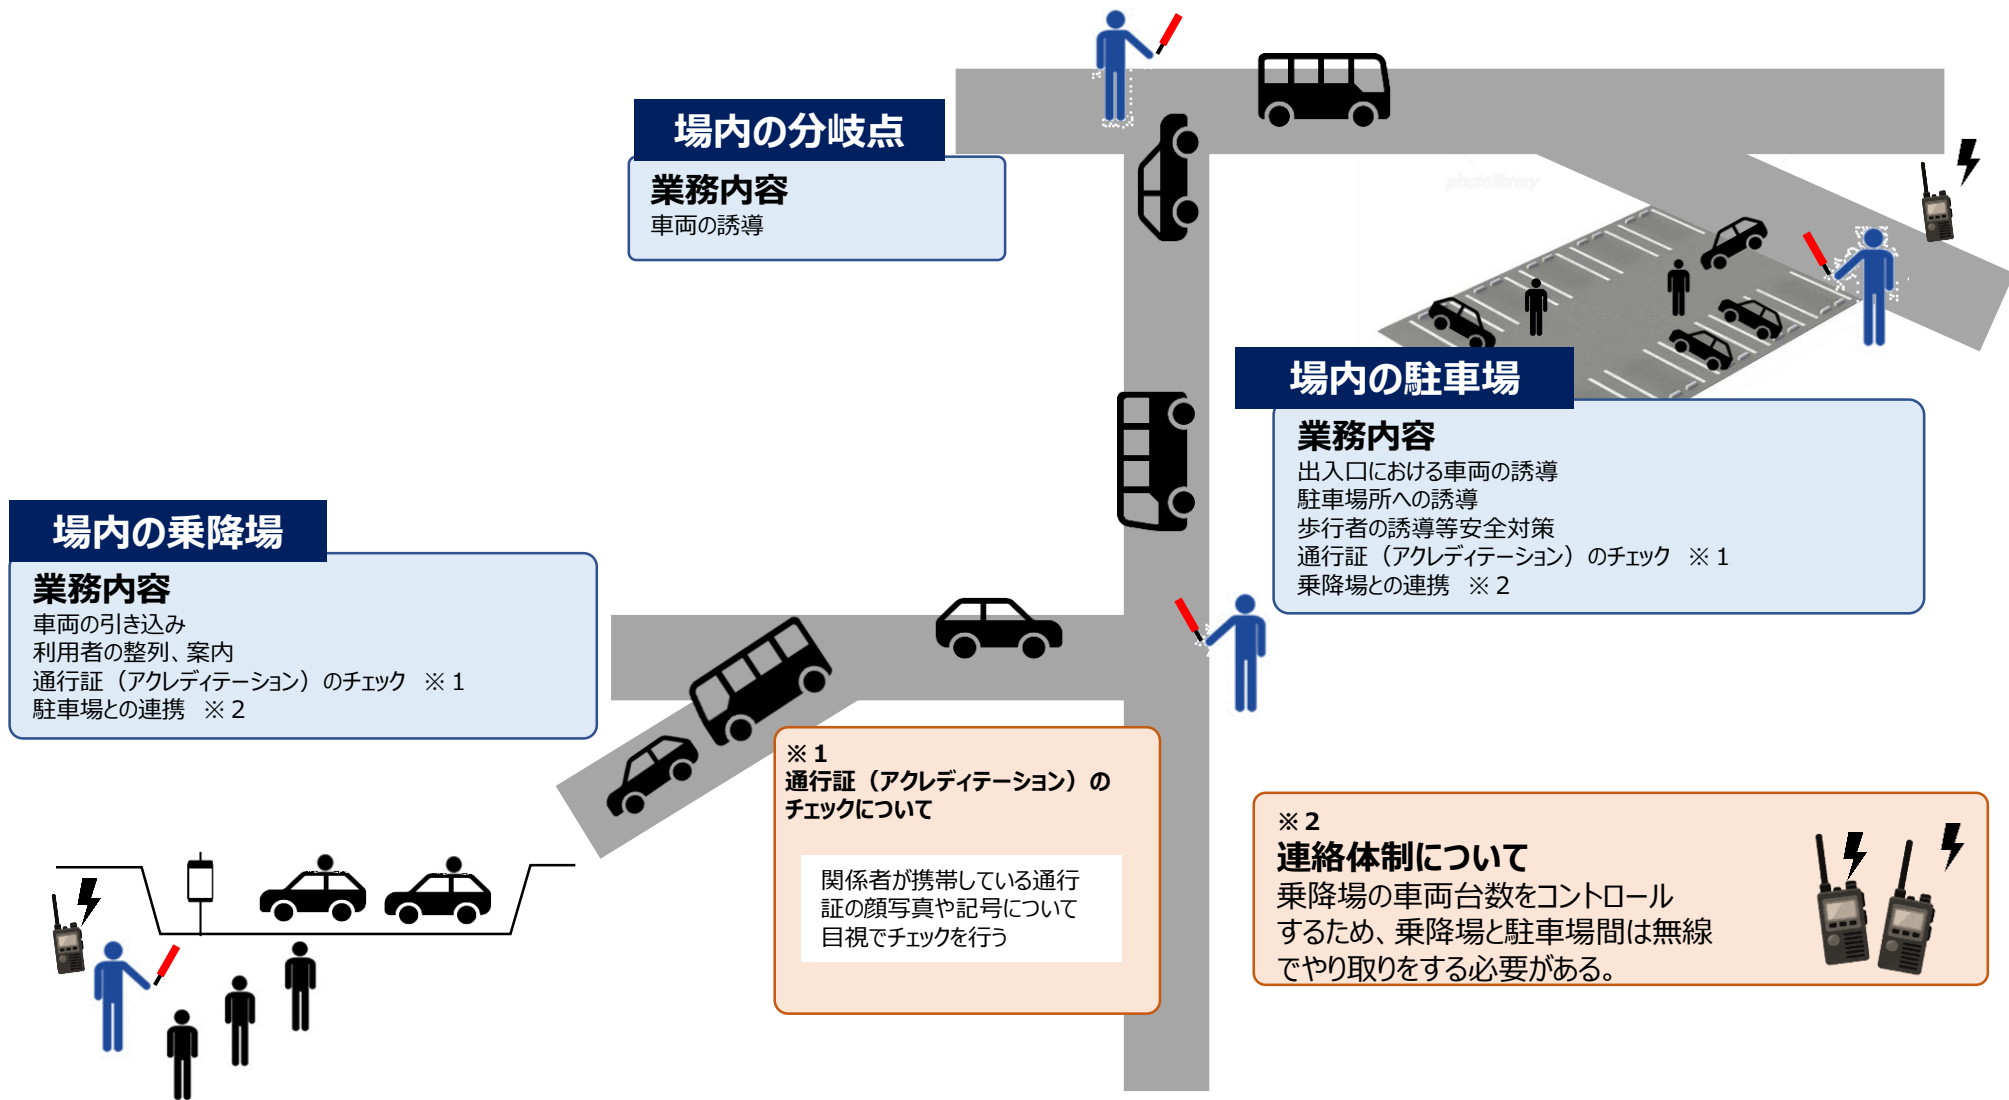 場内の分岐点
業務内容
車両の誘導
photolibrary
場内の駐車場
業務内容
出入口における車両の誘導
駐車場所への誘導
歩行者の誘導等安全対策
通行証（アクレディテーション）のチェック　※１
乗降場との連携　※２
場内の乗降場
業務内容
車両の引き込み
利用者の整列、案内
通行証（アクレディテーション）のチェック　※１
駐車場との連携　※２
※１
通行証（アクレディテーション）の
チェックについて
関係者が携帯している通行
証の顔写真や記号について
目視でチェックを行う
※２
連絡体制について
乗降場の車両台数をコントロール
するため、乗降場と駐車場間は無線
でやり取りをする必要がある。